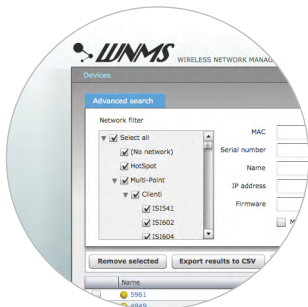 WNMS WIRELESS NETWORK MANAG
Devices
Advanced search
Network filter
Select all
(No network)
HotSpot
Multi-Point
Clienti
ISI541
ISI602
ISI604
MAC
Serial number
Name
IP address
Firmware
M
Remove selected Export results to CSV
Name
5961
4849